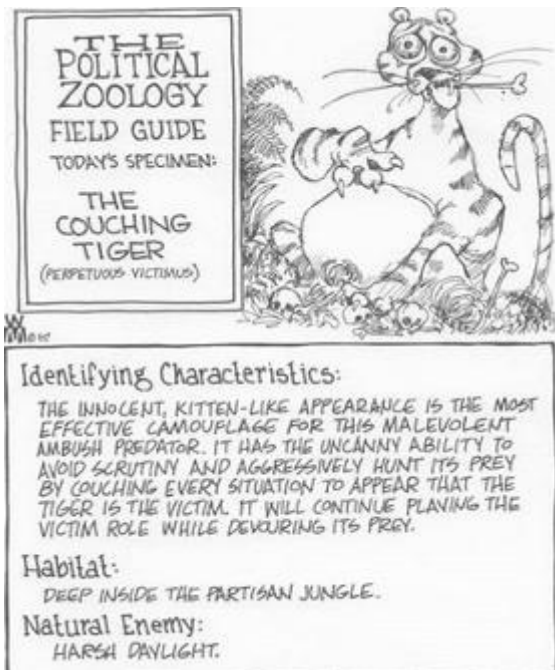 THE
POLITICAL
ZOOLOGY
FIELD GUIDE
TODAY'S SPECIMEN:
THE
COUCHING
TIGER
(PERPETUOUS VICTIMUS)
Identifying Characteristics:
THE INNOCENT, KITTEN-LIKE APPEARANCE IS THE MOST
EFFECTIVE CAMOUFLAGE FOR THIS MALEVOLENT
AMBUSH PREDATOR. IT HAS THE UNCANNY ABILITY TO
AVOID SCRUTINY AND AGGRESSIVELY HUNT ITS PREY
BY COUCHING EVERY SITUATION TO APPEAR THAT THE
TIGER IS THE VICTIM. IT WILL CONTINUE PLAYING THE
VICTIM ROLE WHILE DEVOURING ITS PREY.
Habitat:
DEEP INSIDE THE PARTISAN JUNGLE.
Natural Enemy:
HARSH DAYLIGHT.